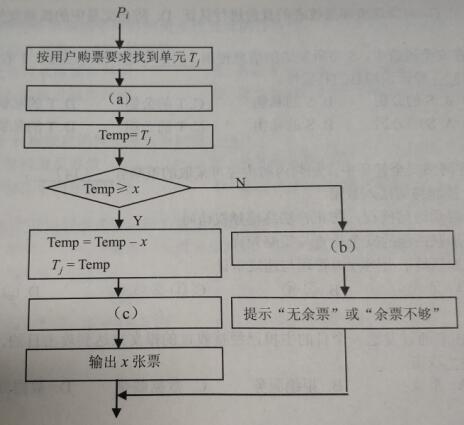 P_i
按用户购票要求找到单元 T_j
（a）
Temp= T_j
Temp ≥ x
N
Y
Temp = Temp – x
T_j = Temp
（b）
（c）
提示“无余票”或“余票不够”
输出 x 张票